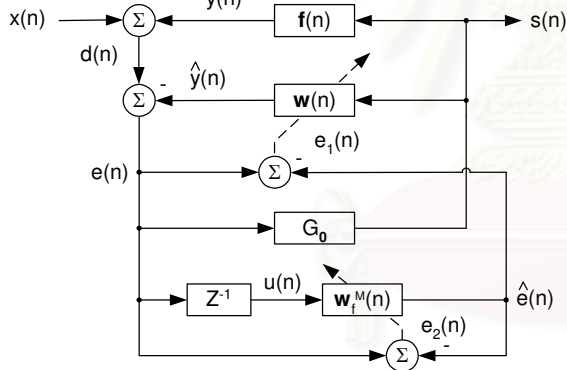 y(n)
x(n) Σ f(n) s(n)
d(n)
ŷ(n)
Σ - w(n)
e₁(n)
e(n) Σ -
G₀
u(n)
Z⁻¹ w_f^M(n) ê(n)
e₂(n)
Σ -